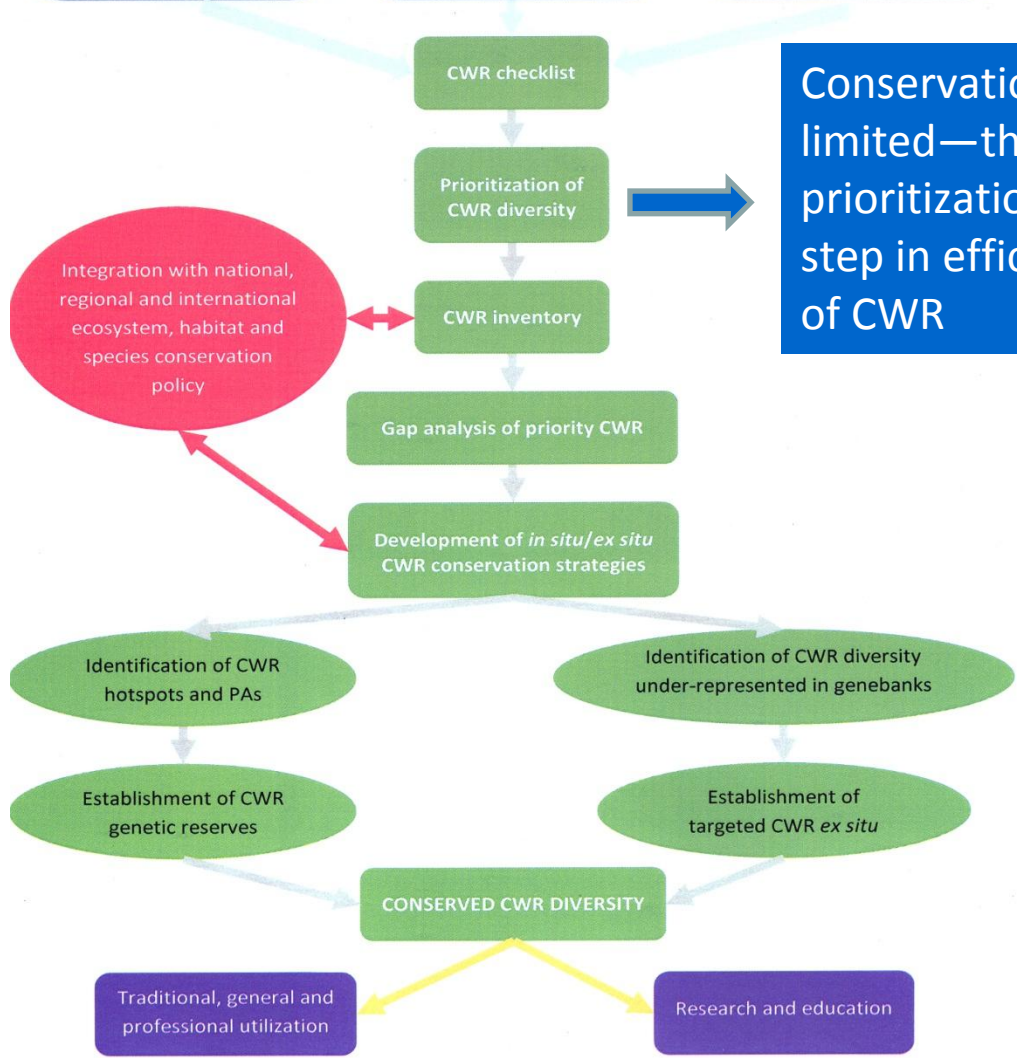 CWR checklist
Conservatio
limited—th
prioritizatio
step in effic
of CWR
Prioritization of
CWR diversity
Integration with national,
regional and international
ecosystem, habitat and
species conservation
policy
CWR inventory
Gap analysis of priority CWR
Development of in situ/ex situ
CWR conservation strategies
Identification of CWR
hotspots and PAs
Identification of CWR diversity
under-represented in genebanks
Establishment of CWR
genetic reserves
Establishment of
targeted CWR ex situ
CONSERVED CWR DIVERSITY
Traditional, general and
professional utilization
Research and education